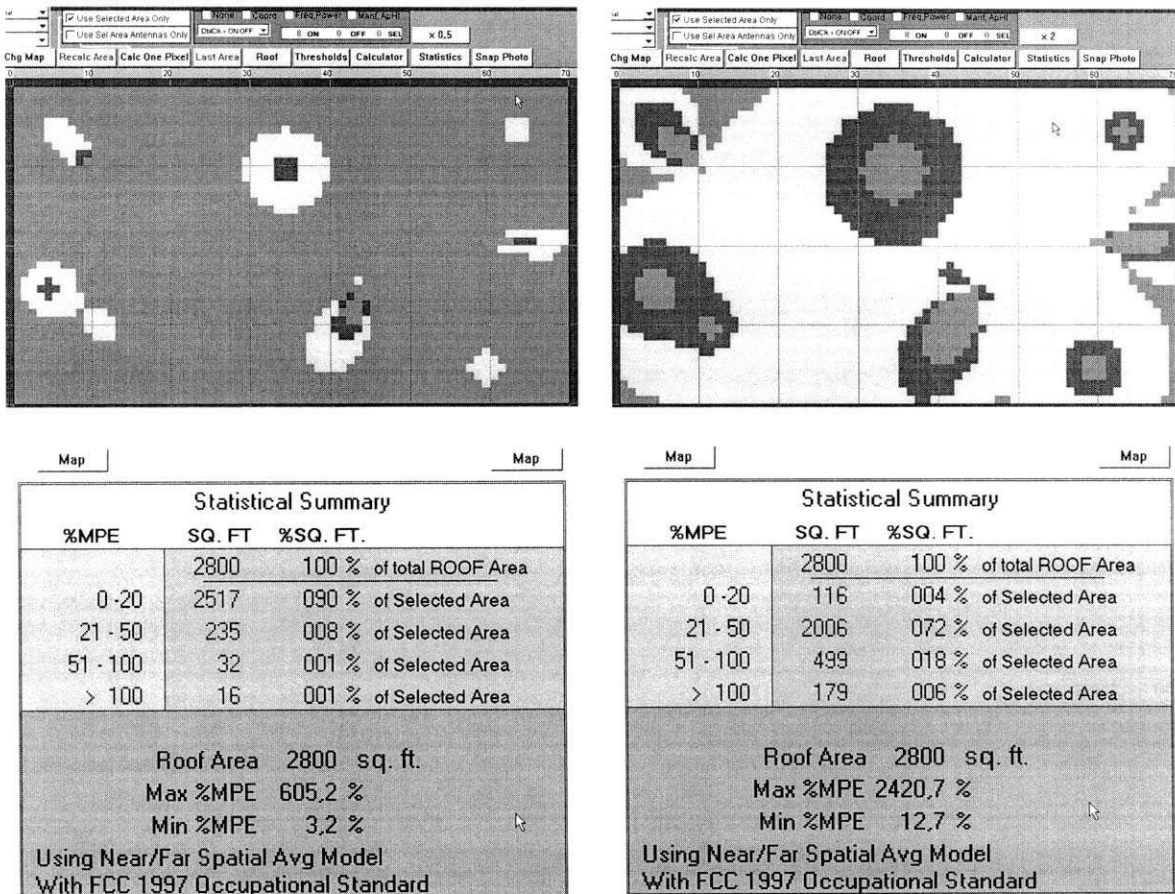 Use Selected Area Only
Use Sel Area Antennas Only
None Coord Freq,Power Manf,ApHt
DblClk = ON/OFF 8 ON 0 OFF 0 SEL × 0,5
Chg Map Recalc Area Calc One Pixel Last Area Roof Thresholds Calculator Statistics Snap Photo
0 10 20 30 40 50 60 70
Map Map
Statistical Summary
%MPE SQ. FT %SQ. FT.
2800 100 % of total ROOF Area
0 -20 2517 090 % of Selected Area
21 - 50 235 008 % of Selected Area
51 - 100 32 001 % of Selected Area
> 100 16 001 % of Selected Area
Roof Area 2800 sq. ft.
Max %MPE 605,2 %
Min %MPE 3,2 %
Using Near/Far Spatial Avg Model
With FCC 1997 Occupational Standard
Use Selected Area Only
Use Sel Area Antennas Only
None Coord Freq,Power Manf,ApHt
DblClk = ON/OFF 8 ON 0 OFF 0 SEL × 2
Chg Map Recalc Area Calc One Pixel Last Area Roof Thresholds Calculator Statistics Snap Photo
0 10 20 30 40 50 60
Map Map
Statistical Summary
%MPE SQ. FT %SQ. FT.
2800 100 % of total ROOF Area
0 -20 116 004 % of Selected Area
21 - 50 2006 072 % of Selected Area
51 - 100 499 018 % of Selected Area
> 100 179 006 % of Selected Area
Roof Area 2800 sq. ft.
Max %MPE 2420,7 %
Min %MPE 12,7 %
Using Near/Far Spatial Avg Model
With FCC 1997 Occupational Standard